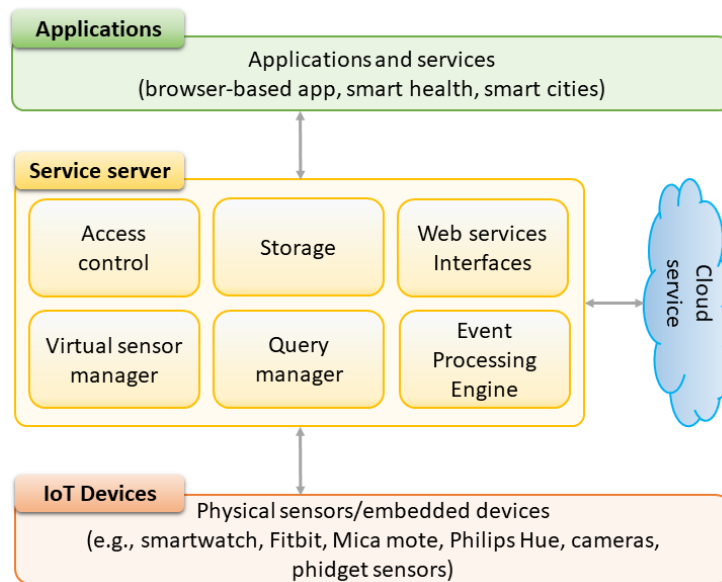 Applications
Applications and services
(browser-based app, smart health, smart cities)
Service server
Access
control
Storage
Web services
Interfaces
Virtual sensor
manager
Query
manager
Event
Processing
Engine
Cloud
service
IoT Devices
Physical sensors/embedded devices
(e.g., smartwatch, Fitbit, Mica mote, Philips Hue, cameras,
phidget sensors)